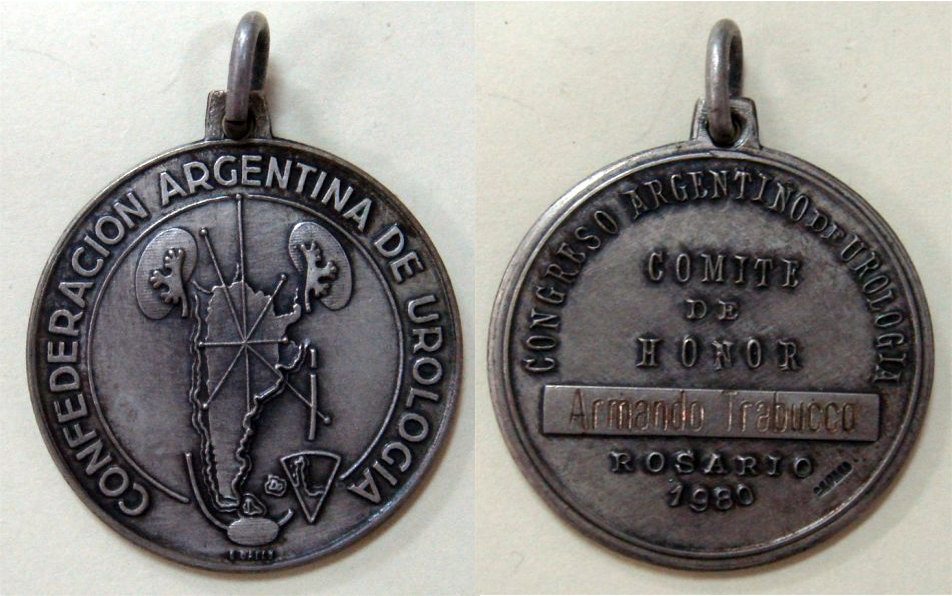 CONFEDERACION ARGENTINA DE UROLOGIA
CONGRESO ARGENTINO DE UROLOGIA
COMITE
DE
HONOR
Armando Trabucco
ROSARIO
1980